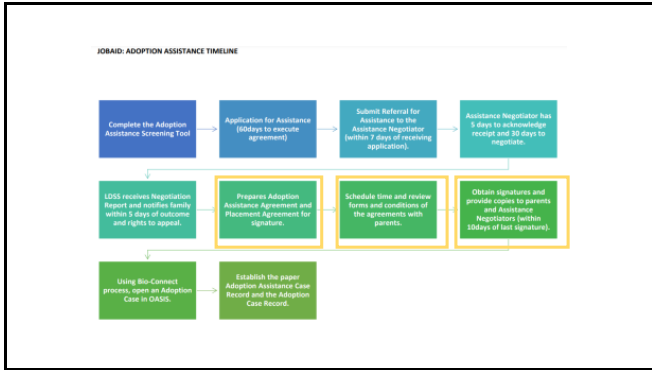 JOBAID: ADOPTION ASSISTANCE TIMELINE
Complete the Adoption
Assistance Screening Tool
Application for Assistance
(60days to execute
agreement)
Submit Referral for
Assistance to the
Assistance Negotiator
(within 7 days of receiving
application).
Assistance Negotiator has
5 days to acknowledge
receipt and 30 days to
negotiate.
LDSS receives Negotiation
Report and notifies family
within 5 days of outcome
and rights to appeal.
Prepares Adoption
Assistance Agreement and
Placement Agreement for
signature.
Schedule time and review
forms and conditions of
the agreements with
parents.
Obtain signatures and
provide copies to parents
and Assistance
Negotiators (within
10days of last signature).
Using Bio-Connect
process, open an Adoption
Case in OASIS.
Establish the paper
Adoption Assistance Case
Record and the Adoption
Case Record.